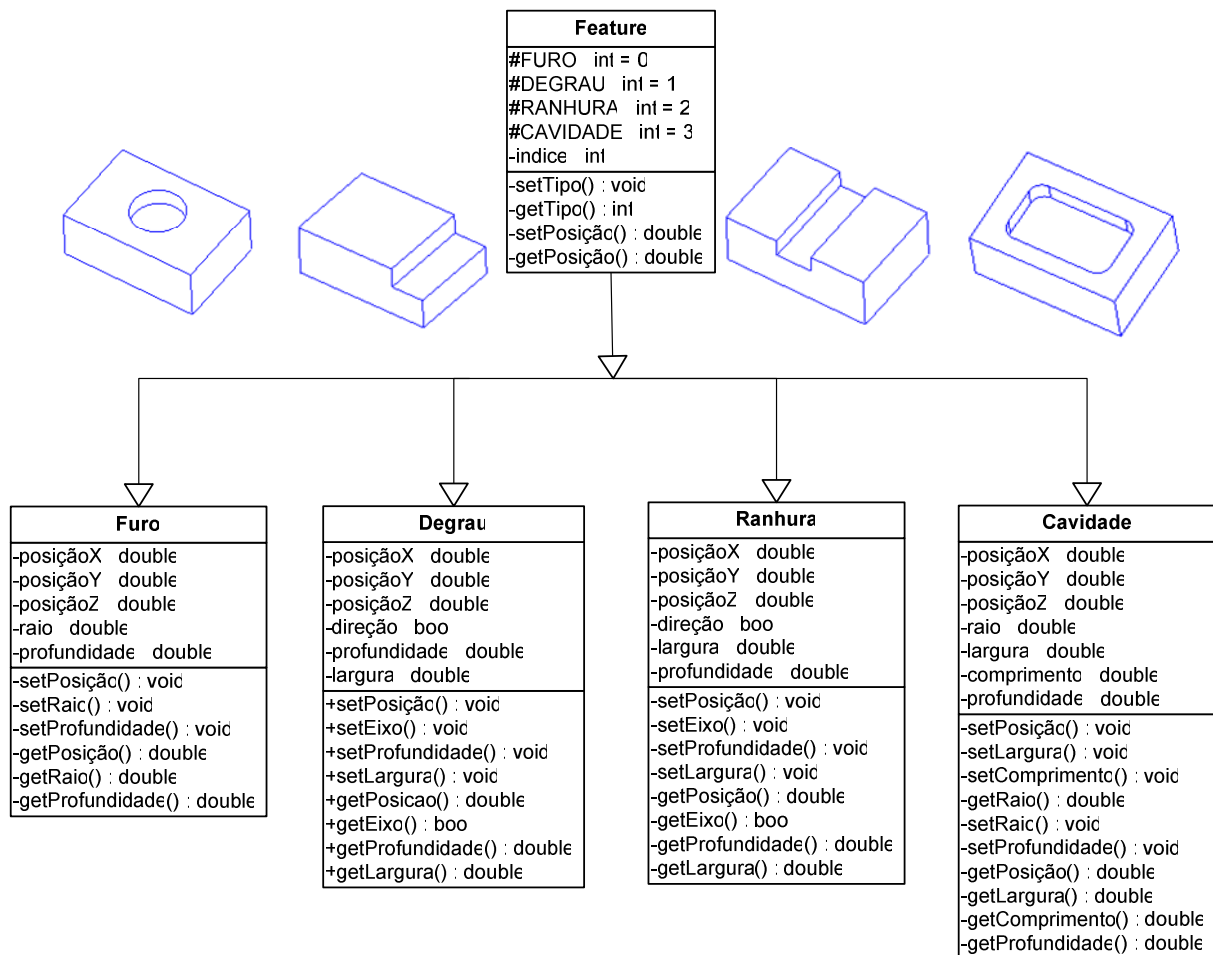 Feature
#FURO int = 0
#DEGRAU int = 1
#RANHURA int = 2
#CAVIDADE int = 3
-indice int
-setTipo() : void
-getTipo() : int
-setPosição() : double
-getPosição() : double
Furo
-posiçãoX double
-posiçãoY double
-posiçãoZ double
-raio double
-profundidade double
-setPosição() : void
-setRaio() : void
-setProfundidade() : void
-getPosição() : double
-getRaio() : double
-getProfundidade() : double
Degrau
-posiçãoX double
-posiçãoY double
-posiçãoZ double
-direção boo
-profundidade double
-largura double
+setPosição() : void
+setEixo() : void
+setProfundidade() : void
+setLargura() : void
+getPosicao() : double
+getEixo() : boo
+getProfundidade() : double
+getLargura() : double
Ranhura
-posiçãoX double
-posiçãoY double
-posiçãoZ double
-direção boo
-largura double
-profundidade double
-setPosição() : void
-setEixo() : void
-setProfundidade() : void
-setLargura() : void
-getPosição() : double
-getEixo() : boo
-getProfundidade() : double
-getLargura() : double
Cavidade
-posiçãoX double
-posiçãoY double
-posiçãoZ double
-raio double
-largura double
-comprimento double
-profundidade double
-setPosição() : void
-setLargura() : void
-setComprimento() : void
-getRaio() : double
-setRaio() : void
-setProfundidade() : void
-getPosição() : double
-getLargura() : double
-getComprimento() : double
-getProfundidade() : double